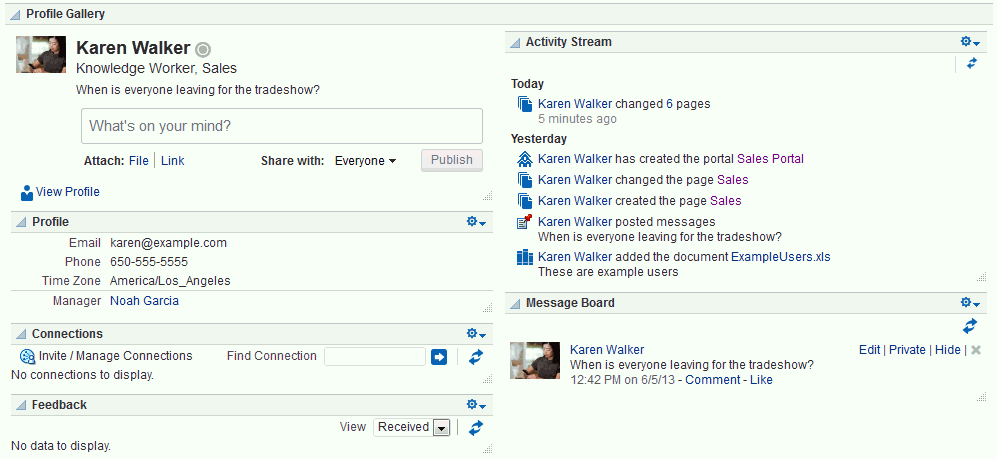 Profile Gallery
Karen Walker
Knowledge Worker, Sales
When is everyone leaving for the tradeshow?
What's on your mind?
Attach: File | Link Share with: Everyone Publish
View Profile
Profile
Email karen@example.com
Phone 650-555-5555
Time Zone America/Los_Angeles
Manager Noah Garcia
Connections
Invite / Manage Connections Find Connection
No connections to display.
Feedback
View Received
No data to display.
Activity Stream
Today
Karen Walker changed 6 pages
5 minutes ago
Yesterday
Karen Walker has created the portal Sales Portal
Karen Walker changed the page Sales
Karen Walker created the page Sales
Karen Walker posted messages
When is everyone leaving for the tradeshow?
Karen Walker added the document ExampleUsers.xls
These are example users
Message Board
Karen Walker Edit | Private | Hide |
When is everyone leaving for the tradeshow?
12:42 PM on 6/5/13 - Comment - Like